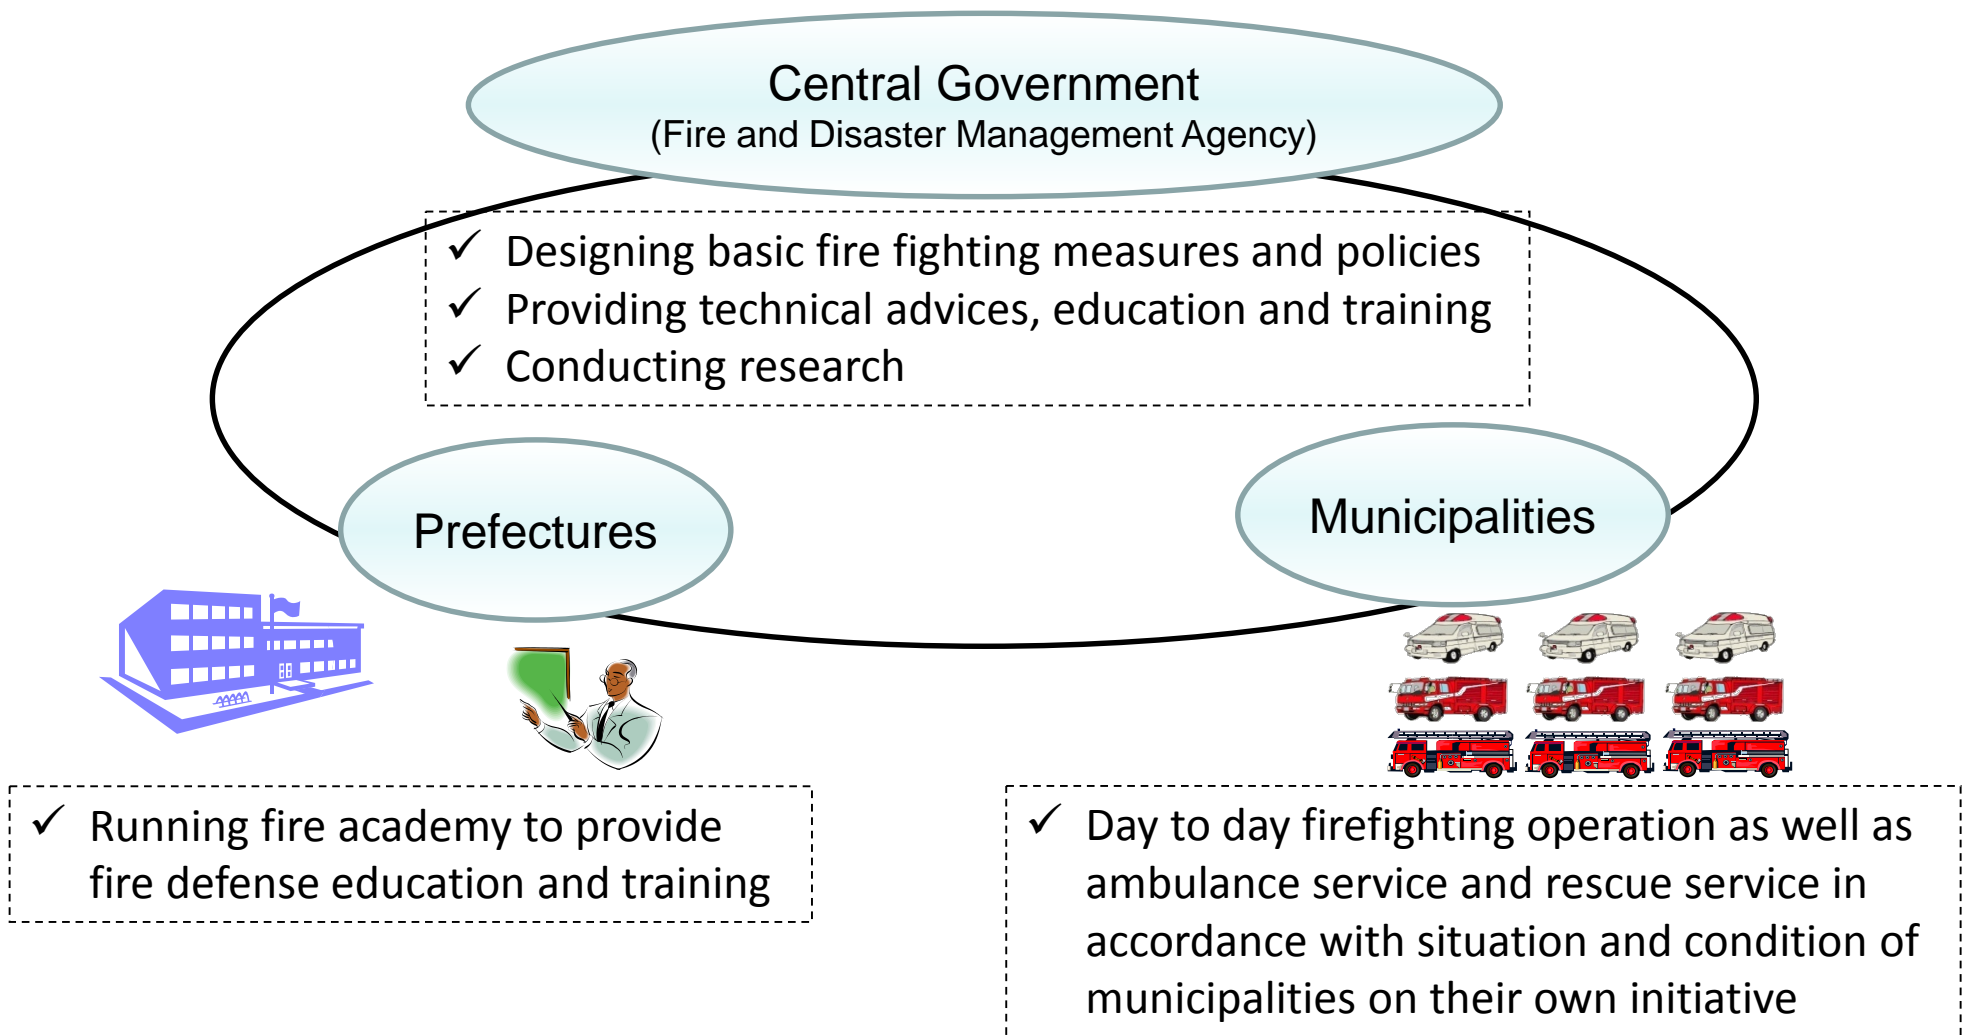 Central Government
(Fire and Disaster Management Agency)
✓ Designing basic fire fighting measures and policies
✓ Providing technical advices, education and training
✓ Conducting research
Prefectures
Municipalities
✓ Running fire academy to provide
fire defense education and training
✓ Day to day firefighting operation as well as
ambulance service and rescue service in
accordance with situation and condition of
municipalities on their own initiative